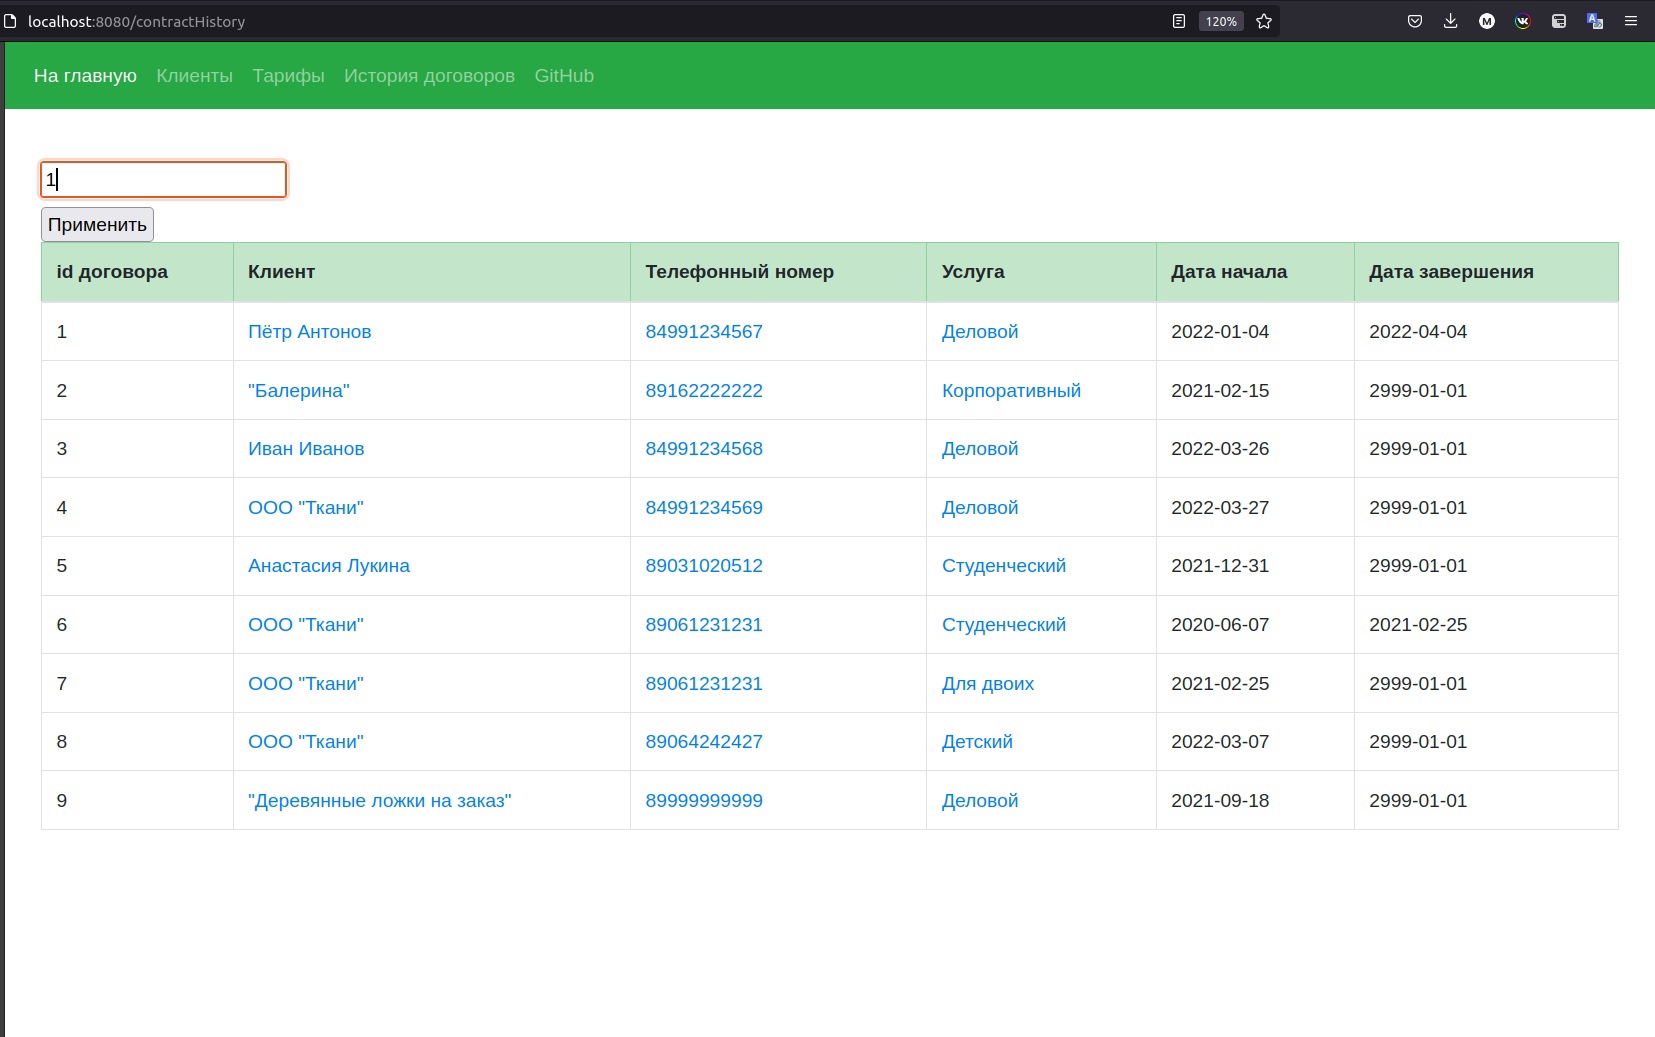 localhost:8080/contractHistory 120%
На главную Клиенты Тарифы История договоров GitHub
1
Применить
id договора Клиент Телефонный номер Услуга Дата начала Дата завершения
1 Пётр Антонов 84991234567 Деловой 2022-01-04 2022-04-04
2 "Балерина" 89162222222 Корпоративный 2021-02-15 2999-01-01
3 Иван Иванов 84991234568 Деловой 2022-03-26 2999-01-01
4 ООО "Ткани" 84991234569 Деловой 2022-03-27 2999-01-01
5 Анастасия Лукина 89031020512 Студенческий 2021-12-31 2999-01-01
6 ООО "Ткани" 89061231231 Студенческий 2020-06-07 2021-02-25
7 ООО "Ткани" 89061231231 Для двоих 2021-02-25 2999-01-01
8 ООО "Ткани" 89064242427 Детский 2022-03-07 2999-01-01
9 "Деревянные ложки на заказ" 89999999999 Деловой 2021-09-18 2999-01-01